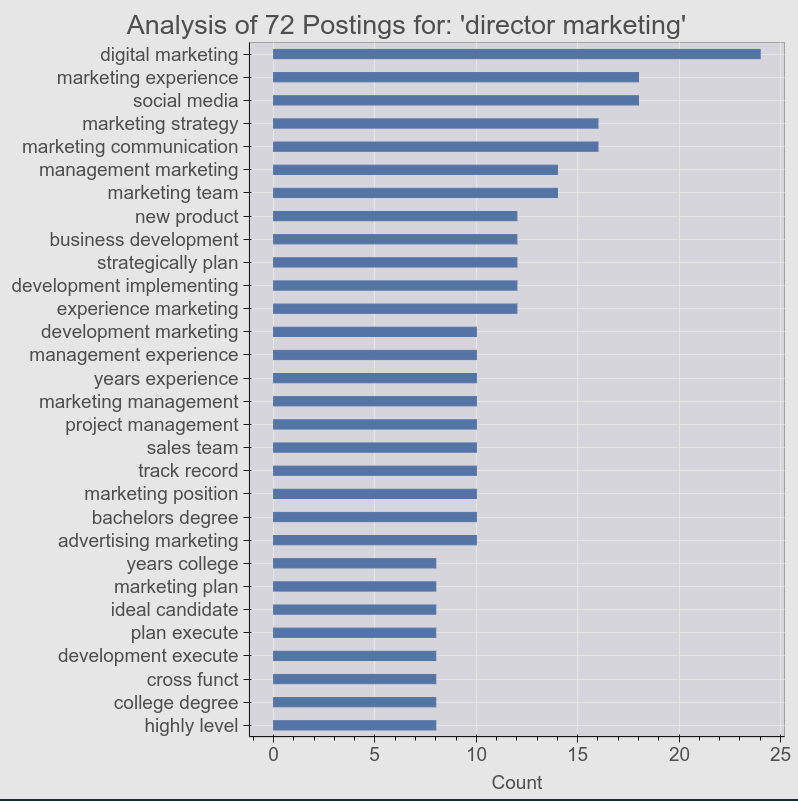 Analysis of 72 Postings for: 'director marketing'
digital marketing
marketing experience
social media
marketing strategy
marketing communication
management marketing
marketing team
new product
business development
strategically plan
development implementing
experience marketing
development marketing
management experience
years experience
marketing management
project management
sales team
track record
marketing position
bachelors degree
advertising marketing
years college
marketing plan
ideal candidate
plan execute
development execute
cross funct
college degree
highly level
0 5 10 15 20 25
Count